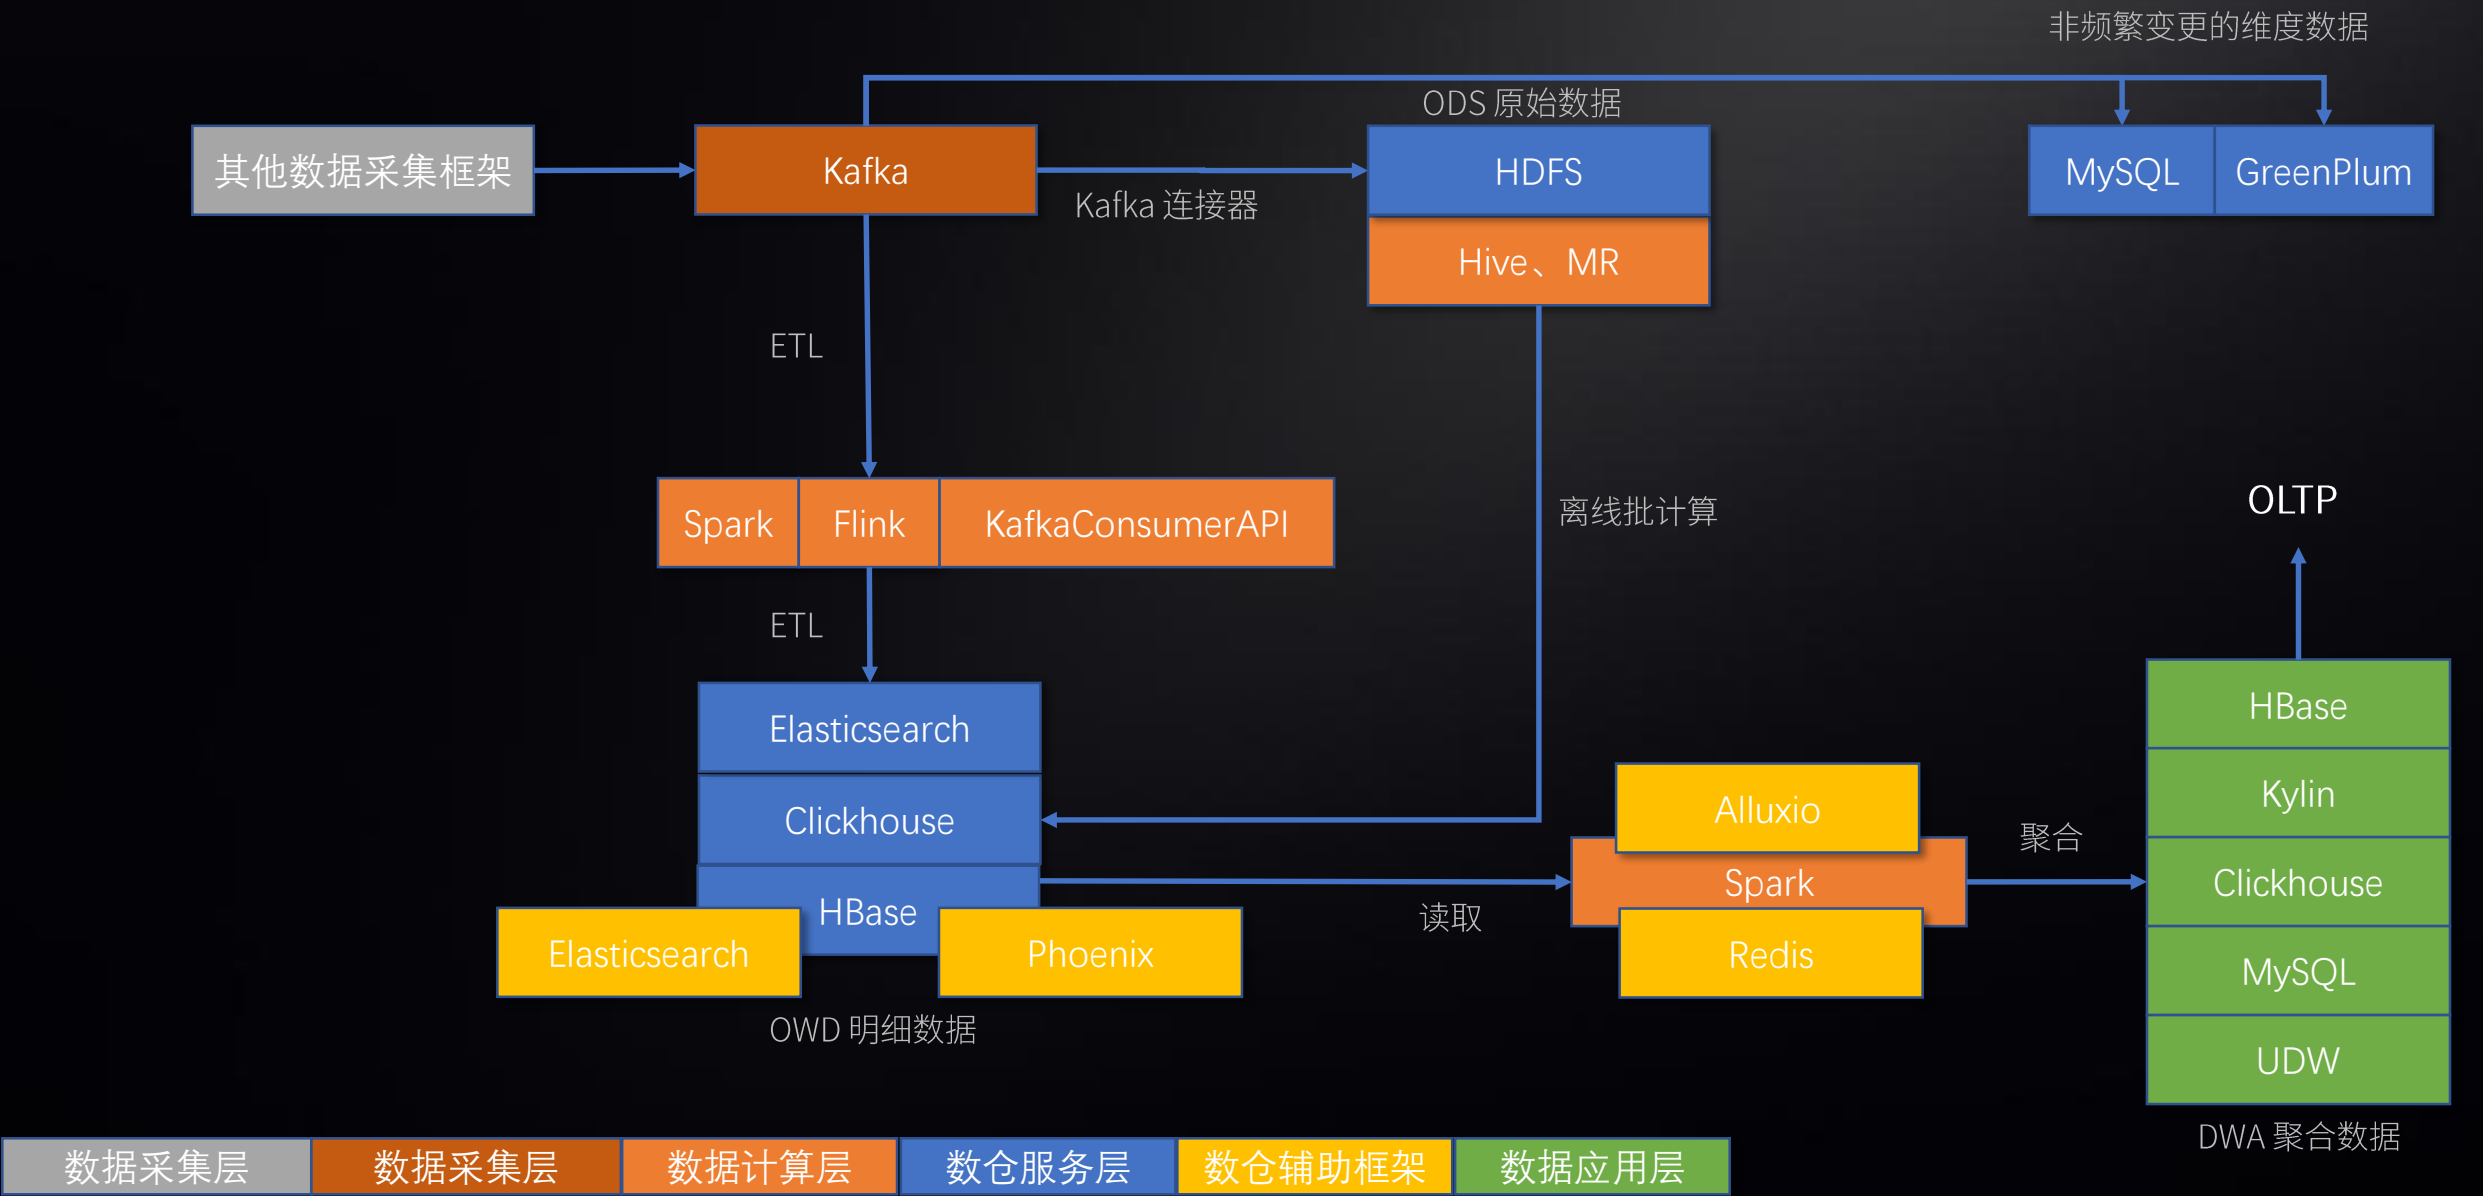 非频繁变更的维度数据
ODS 原始数据
其他数据采集框架
Kafka
HDFS
MySQL
GreenPlum
Kafka 连接器
Hive、MR
ETL
Spark
Flink
KafkaConsumerAPI
离线批计算
OLTP
ETL
Elasticsearch
Clickhouse
HBase
Elasticsearch
Phoenix
OWD 明细数据
读取
Alluxio
Spark
Redis
聚合
HBase
Kylin
Clickhouse
MySQL
UDW
DWA 聚合数据
数据采集层
数据采集层
数据计算层
数仓服务层
数仓辅助框架
数据应用层